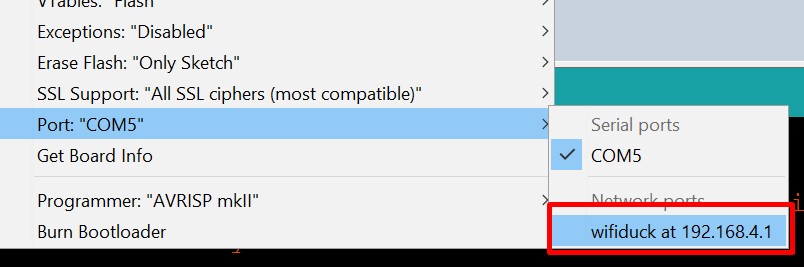 VTables: "Flash"
Exceptions: "Disabled"
Erase Flash: "Only Sketch"
SSL Support: "All SSL ciphers (most compatible)"
Port: "COM5"
Get Board Info
Programmer: "AVRISP mkII"
Burn Bootloader
Serial ports
COM5
Network ports
wifiduck at 192.168.4.1